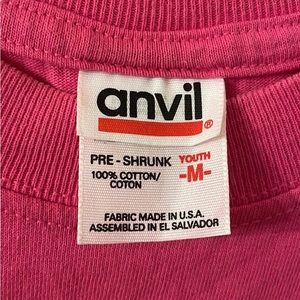 anvil®
PRE-SHRUNK YOUTH
100% COTTON/ -M-
COTON
FABRIC MADE IN U.S.A.
ASSEMBLED IN EL SALVADOR